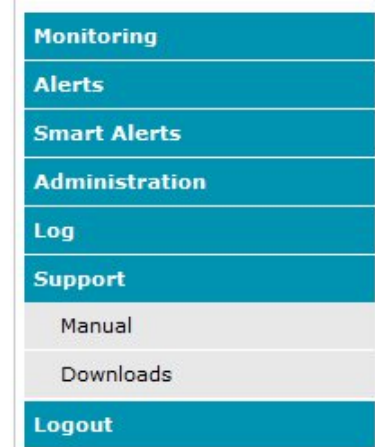 Monitoring
Alerts
Smart Alerts
Administration
Log
Support
Manual
Downloads
Logout